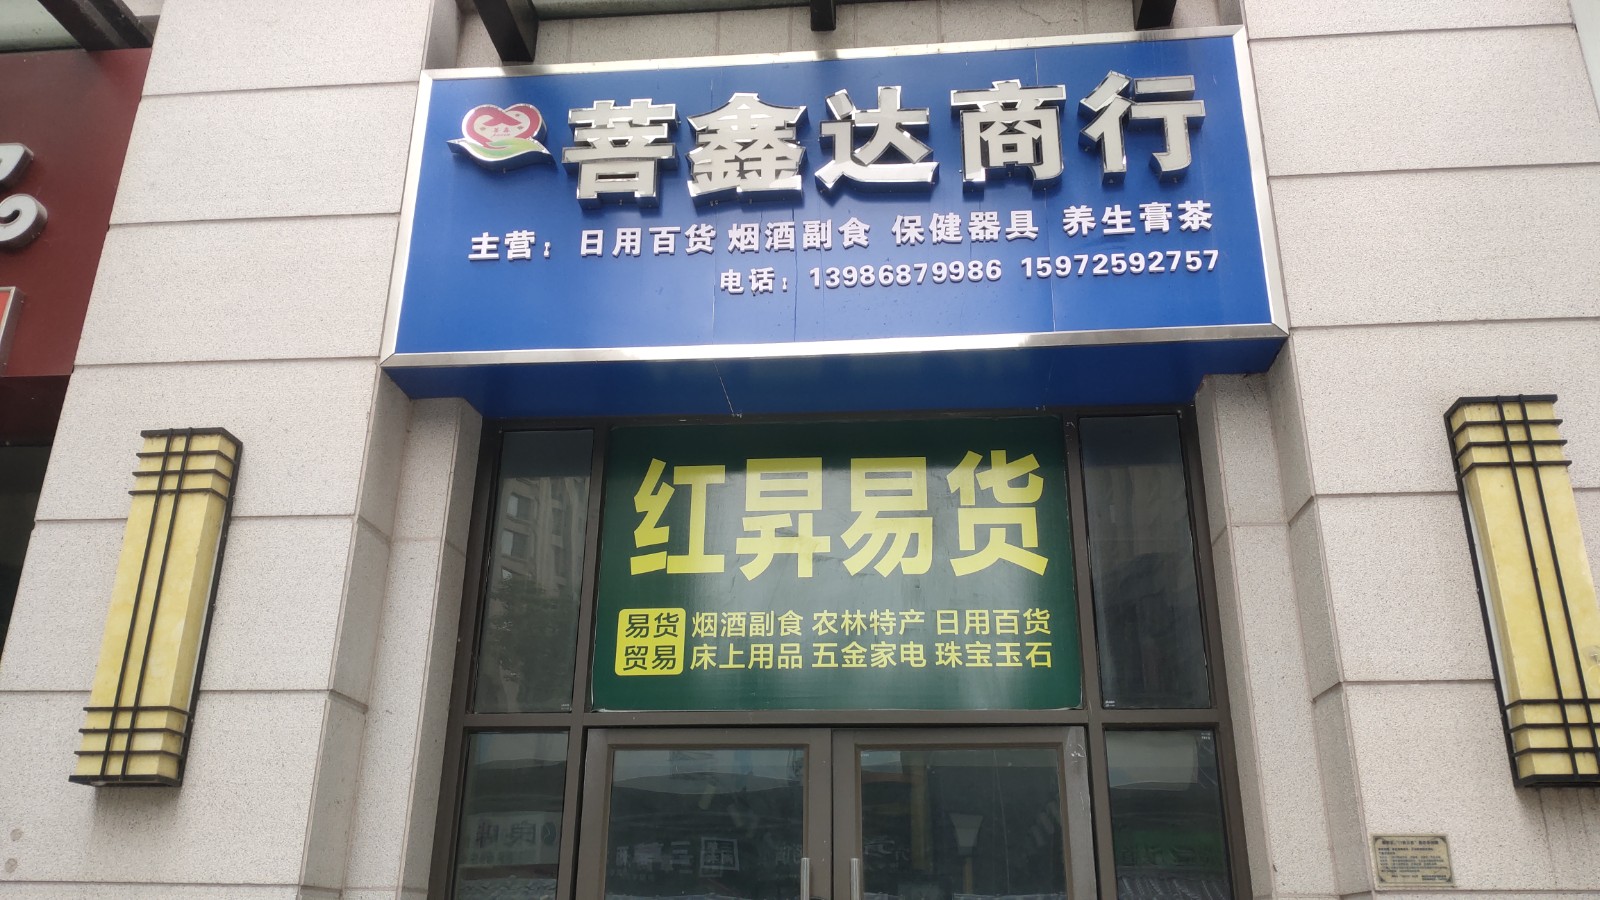 菩鑫达商行
主营：日用百货 烟酒副食 保健器具 养生膏茶
电话：13986879986 15972592757
红昇易货
易货 烟酒副食 农林特产 日用百货
贸易 床上用品 五金家电 珠宝玉石